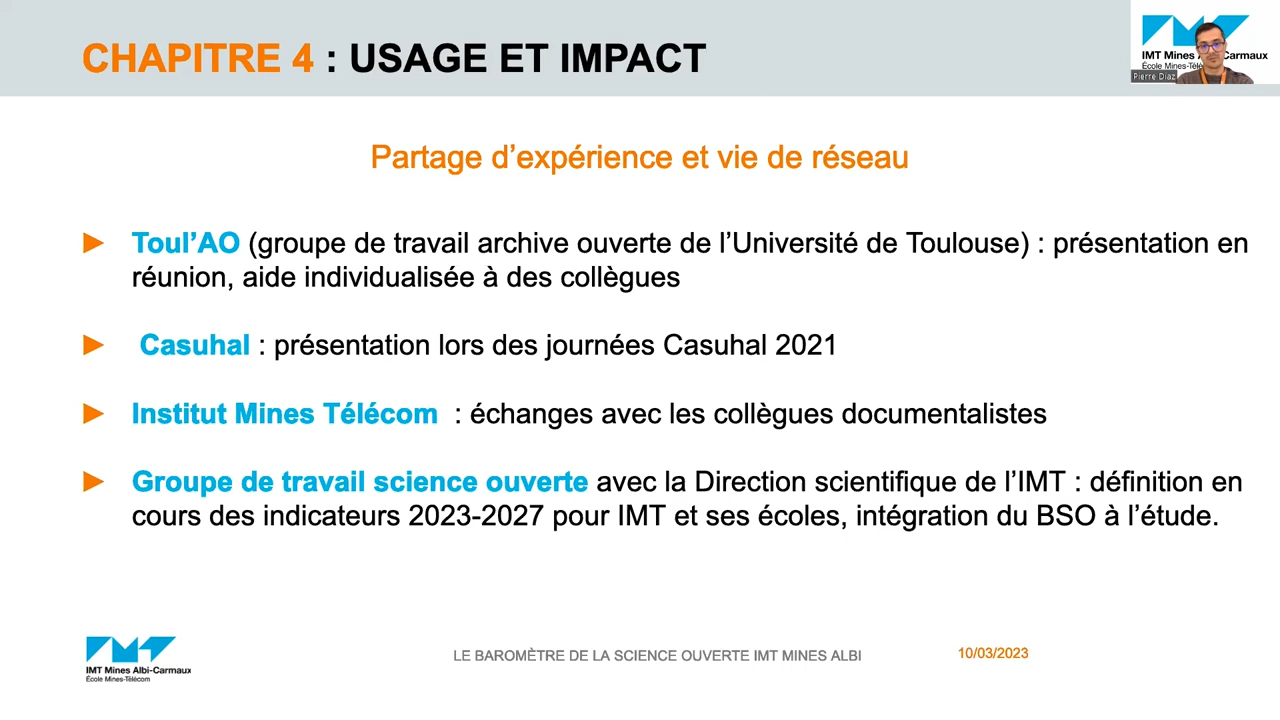 CHAPITRE 4 : USAGE ET IMPACT
IMT Mines Al Carmaux
École Mines-Télé
Pierre Diaz
Partage d’expérience et vie de réseau
► Toul’AO (groupe de travail archive ouverte de l’Université de Toulouse) : présentation en
réunion, aide individualisée à des collègues
► Casuhal : présentation lors des journées Casuhal 2021
► Institut Mines Télécom : échanges avec les collègues documentalistes
► Groupe de travail science ouverte avec la Direction scientifique de l’IMT : définition en
cours des indicateurs 2023-2027 pour IMT et ses écoles, intégration du BSO à l’étude.
IMT Mines Albi-Carmaux
École Mines-Télécom
LE BAROMÈTRE DE LA SCIENCE OUVERTE IMT MINES ALBI
10/03/2023